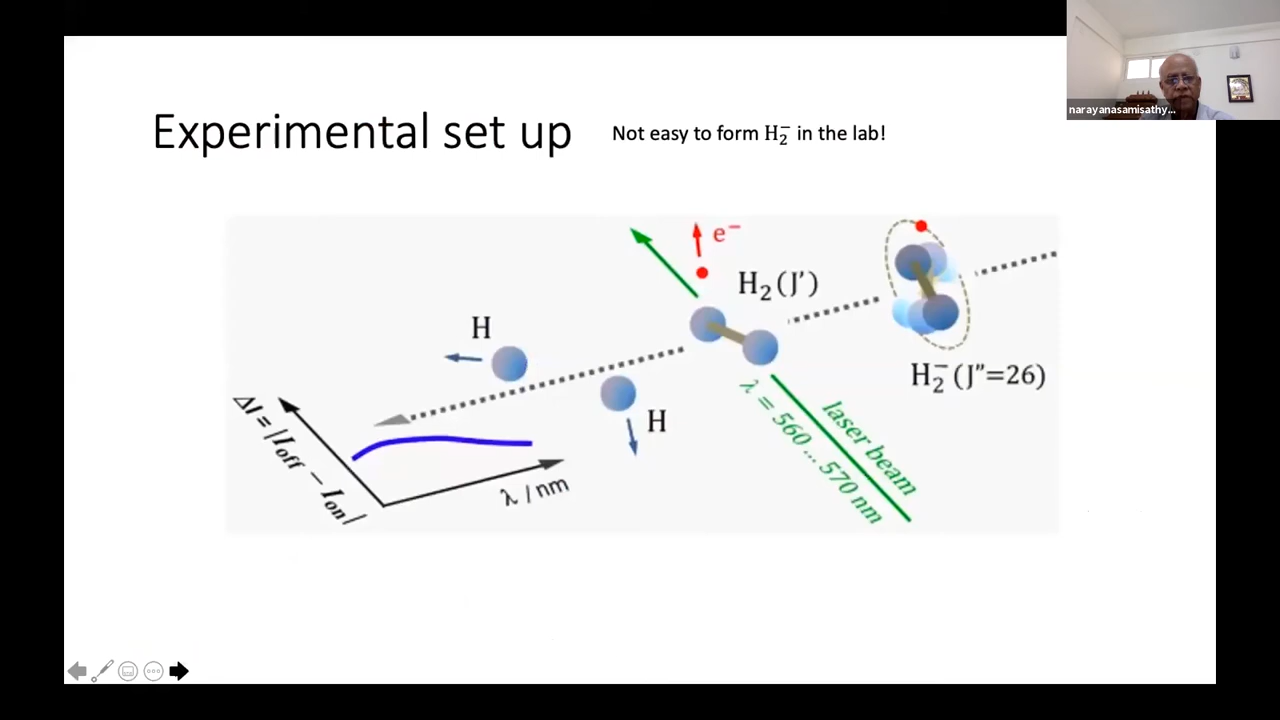 narayanasamisathy...
Experimental set up
Not easy to form H₂⁻ in the lab!
e⁻
H₂(J′)
H
H₂⁻(J″=26)
H
laser beam
λ = 560 ... 570 nm
ΔI = |I_off − I_on|
λ / nm